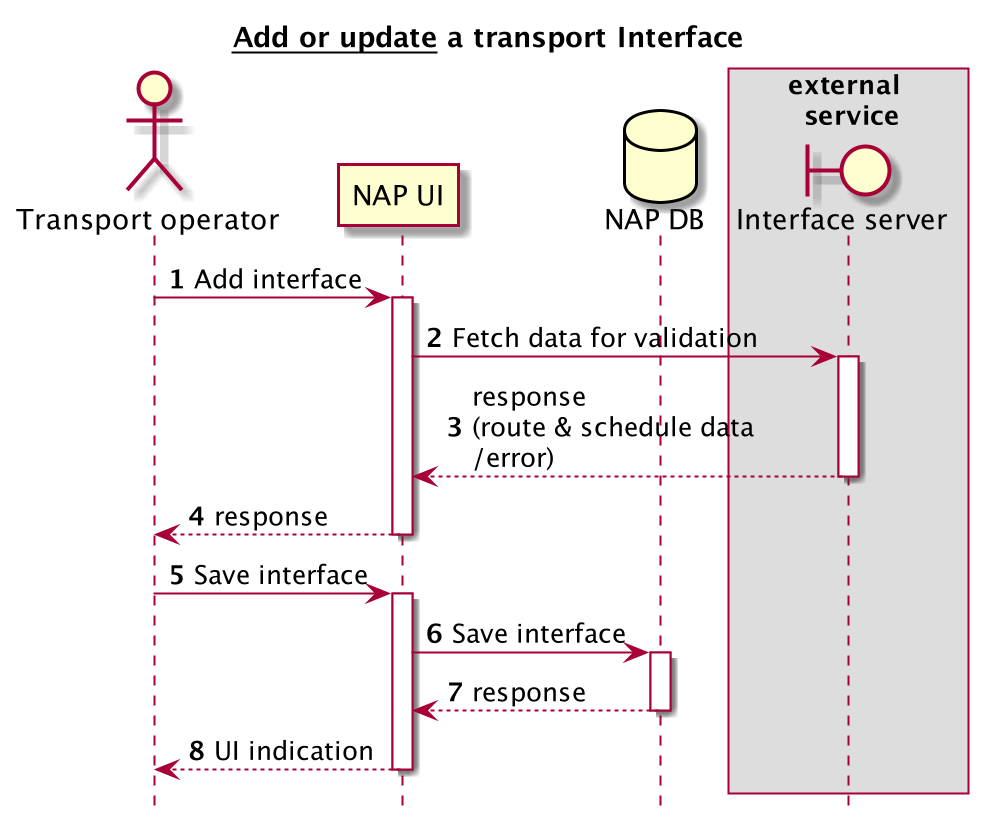 Add or update a transport Interface
external
service
Transport operator
NAP UI
NAP DB
Interface server
1 Add interface
2 Fetch data for validation
response
3 (route & schedule data
/error)
4 response
5 Save interface
6 Save interface
7 response
8 UI indication